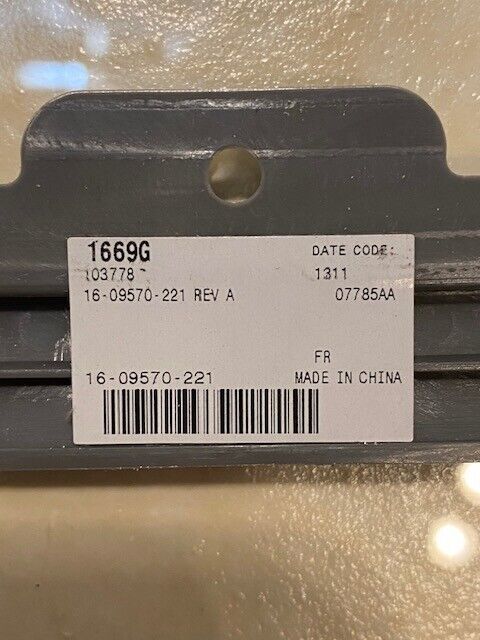 1669G DATE CODE:
103778 1311
16-09570-221 REV A 07785AA
FR
16-09570-221 MADE IN CHINA